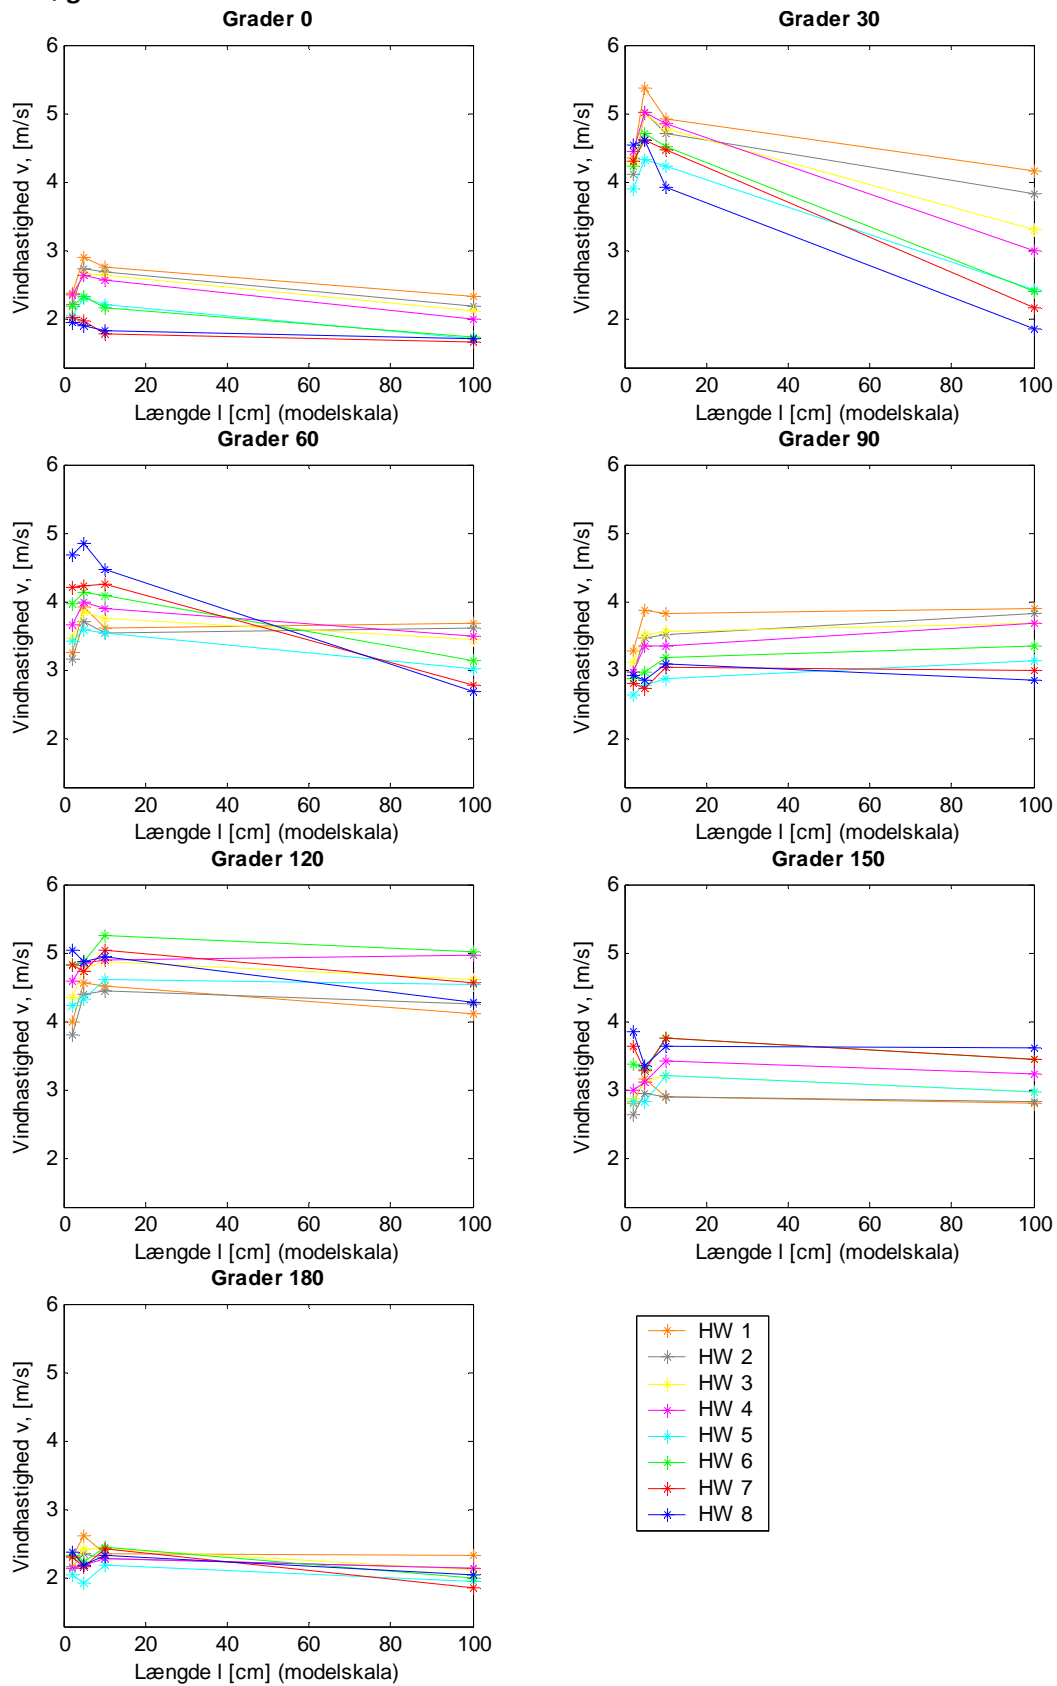 Grader 0
Vindhastighed v, [m/s]
6
5
4
3
2
0 20 40 60 80 100
Længde l [cm] (modelskala)
Grader 30
Vindhastighed v, [m/s]
6
5
4
3
2
0 20 40 60 80 100
Længde l [cm] (modelskala)
Grader 60
Vindhastighed v, [m/s]
6
5
4
3
2
0 20 40 60 80 100
Længde l [cm] (modelskala)
Grader 90
Vindhastighed v, [m/s]
6
5
4
3
2
0 20 40 60 80 100
Længde l [cm] (modelskala)
Grader 120
Vindhastighed v, [m/s]
6
5
4
3
2
0 20 40 60 80 100
Længde l [cm] (modelskala)
Grader 150
Vindhastighed v, [m/s]
6
5
4
3
2
0 20 40 60 80 100
Længde l [cm] (modelskala)
Grader 180
Vindhastighed v, [m/s]
6
5
4
3
2
0 20 40 60 80 100
Længde l [cm] (modelskala)
HW 1
HW 2
HW 3
HW 4
HW 5
HW 6
HW 7
HW 8